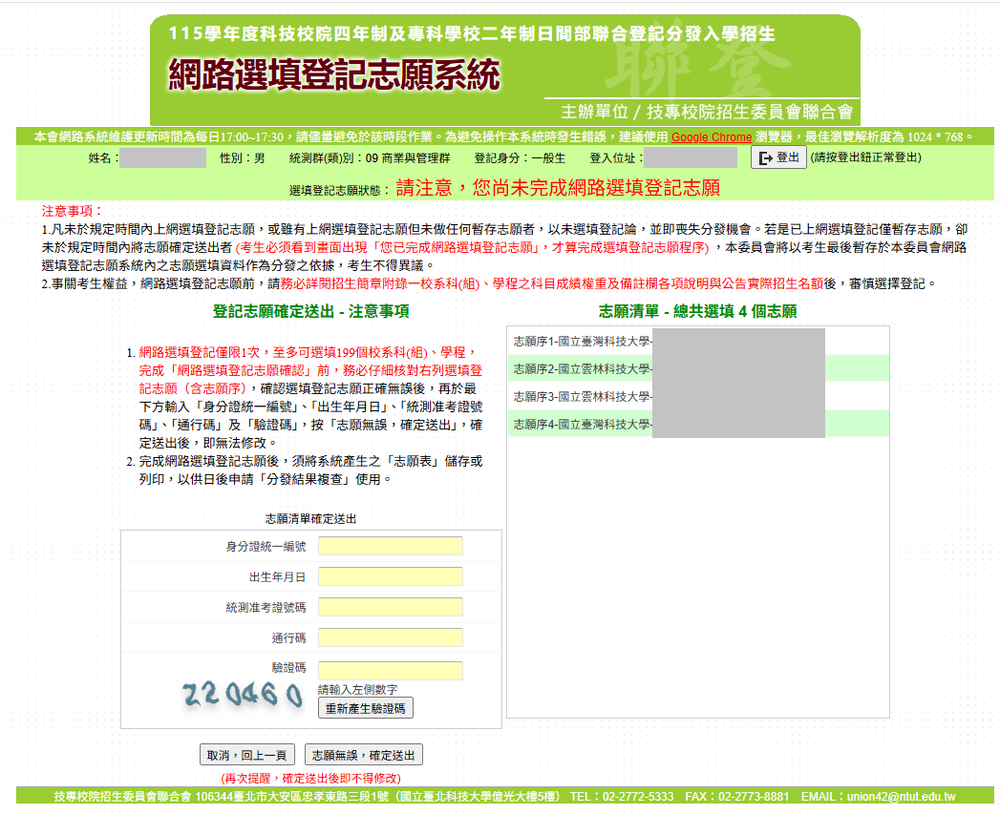 115學年度科技校院四年制及專科學校二年制日間部聯合登記分發入學招生
網路選填登記志願系統
聯登
主辦單位 / 技專校院招生委員會聯合會
本會網路系統維護更新時間為每日17:00~17:30，請儘量避免於該時段作業。為避免操作本系統時發生錯誤，建議使用 Google Chrome 瀏覽器，最佳瀏覽解析度為 1024 * 768。
姓名： 性別：男 統測群(類)別：09 商業與管理群 登記身分：一般生 登入位址： 登出 (請按登出鈕正常登出)
選填登記志願狀態： 請注意，您尚未完成網路選填登記志願
注意事項：
1.凡未於規定時間內上網選填登記志願，或雖有上網選填登記志願但未做任何暫存志願者，以未選填登記論，並即喪失分發機會。若是已上網選填登記僅暫存志願，卻
未於規定時間內將志願確定送出者 (考生必須看到畫面出現「您已完成網路選填登記志願」，才算完成選填登記志願程序) ，本委員會將以考生最後暫存於本委員會網路
選填登記志願系統內之志願選填資料作為分發之依據，考生不得異議。
2.事關考生權益，網路選填登記志願前，請務必詳閱招生簡章附錄一校系科(組)、學程之科目成績權重及備註欄各項說明與公告實際招生名額後，審慎選擇登記。
登記志願確定送出 - 注意事項
1. 網路選填登記僅限1次，至多可選填199個校系科(組)、學程，
完成「網路選填登記志願確認」前，務必仔細核對右列選填登
記志願（含志願序），確認選填登記志願正確無誤後，再於最
下方輸入「身分證統一編號」、「出生年月日」、「統測准考證號
碼」、「通行碼」及「驗證碼」，按「志願無誤，確定送出」，確
定送出後，即無法修改。
2. 完成網路選填登記志願後，須將系統產生之「志願表」儲存或
列印，以供日後申請「分發結果複查」使用。
志願清單確定送出
身分證統一編號
出生年月日
統測准考證號碼
通行碼
驗證碼
220460
請輸入左側數字
重新產生驗證碼
取消，回上一頁 志願無誤，確定送出
(再次提醒，確定送出後即不得修改)
志願清單 - 總共選填 4 個志願
志願序1-國立臺灣科技大學-
志願序2-國立雲林科技大學-
志願序3-國立雲林科技大學-
志願序4-國立臺灣科技大學-
技專校院招生委員會聯合會 106344臺北市大安區忠孝東路三段1號（國立臺北科技大學億光大樓5樓） TEL：02-2772-5333 FAX：02-2773-8881 EMAIL：union42@ntut.edu.tw